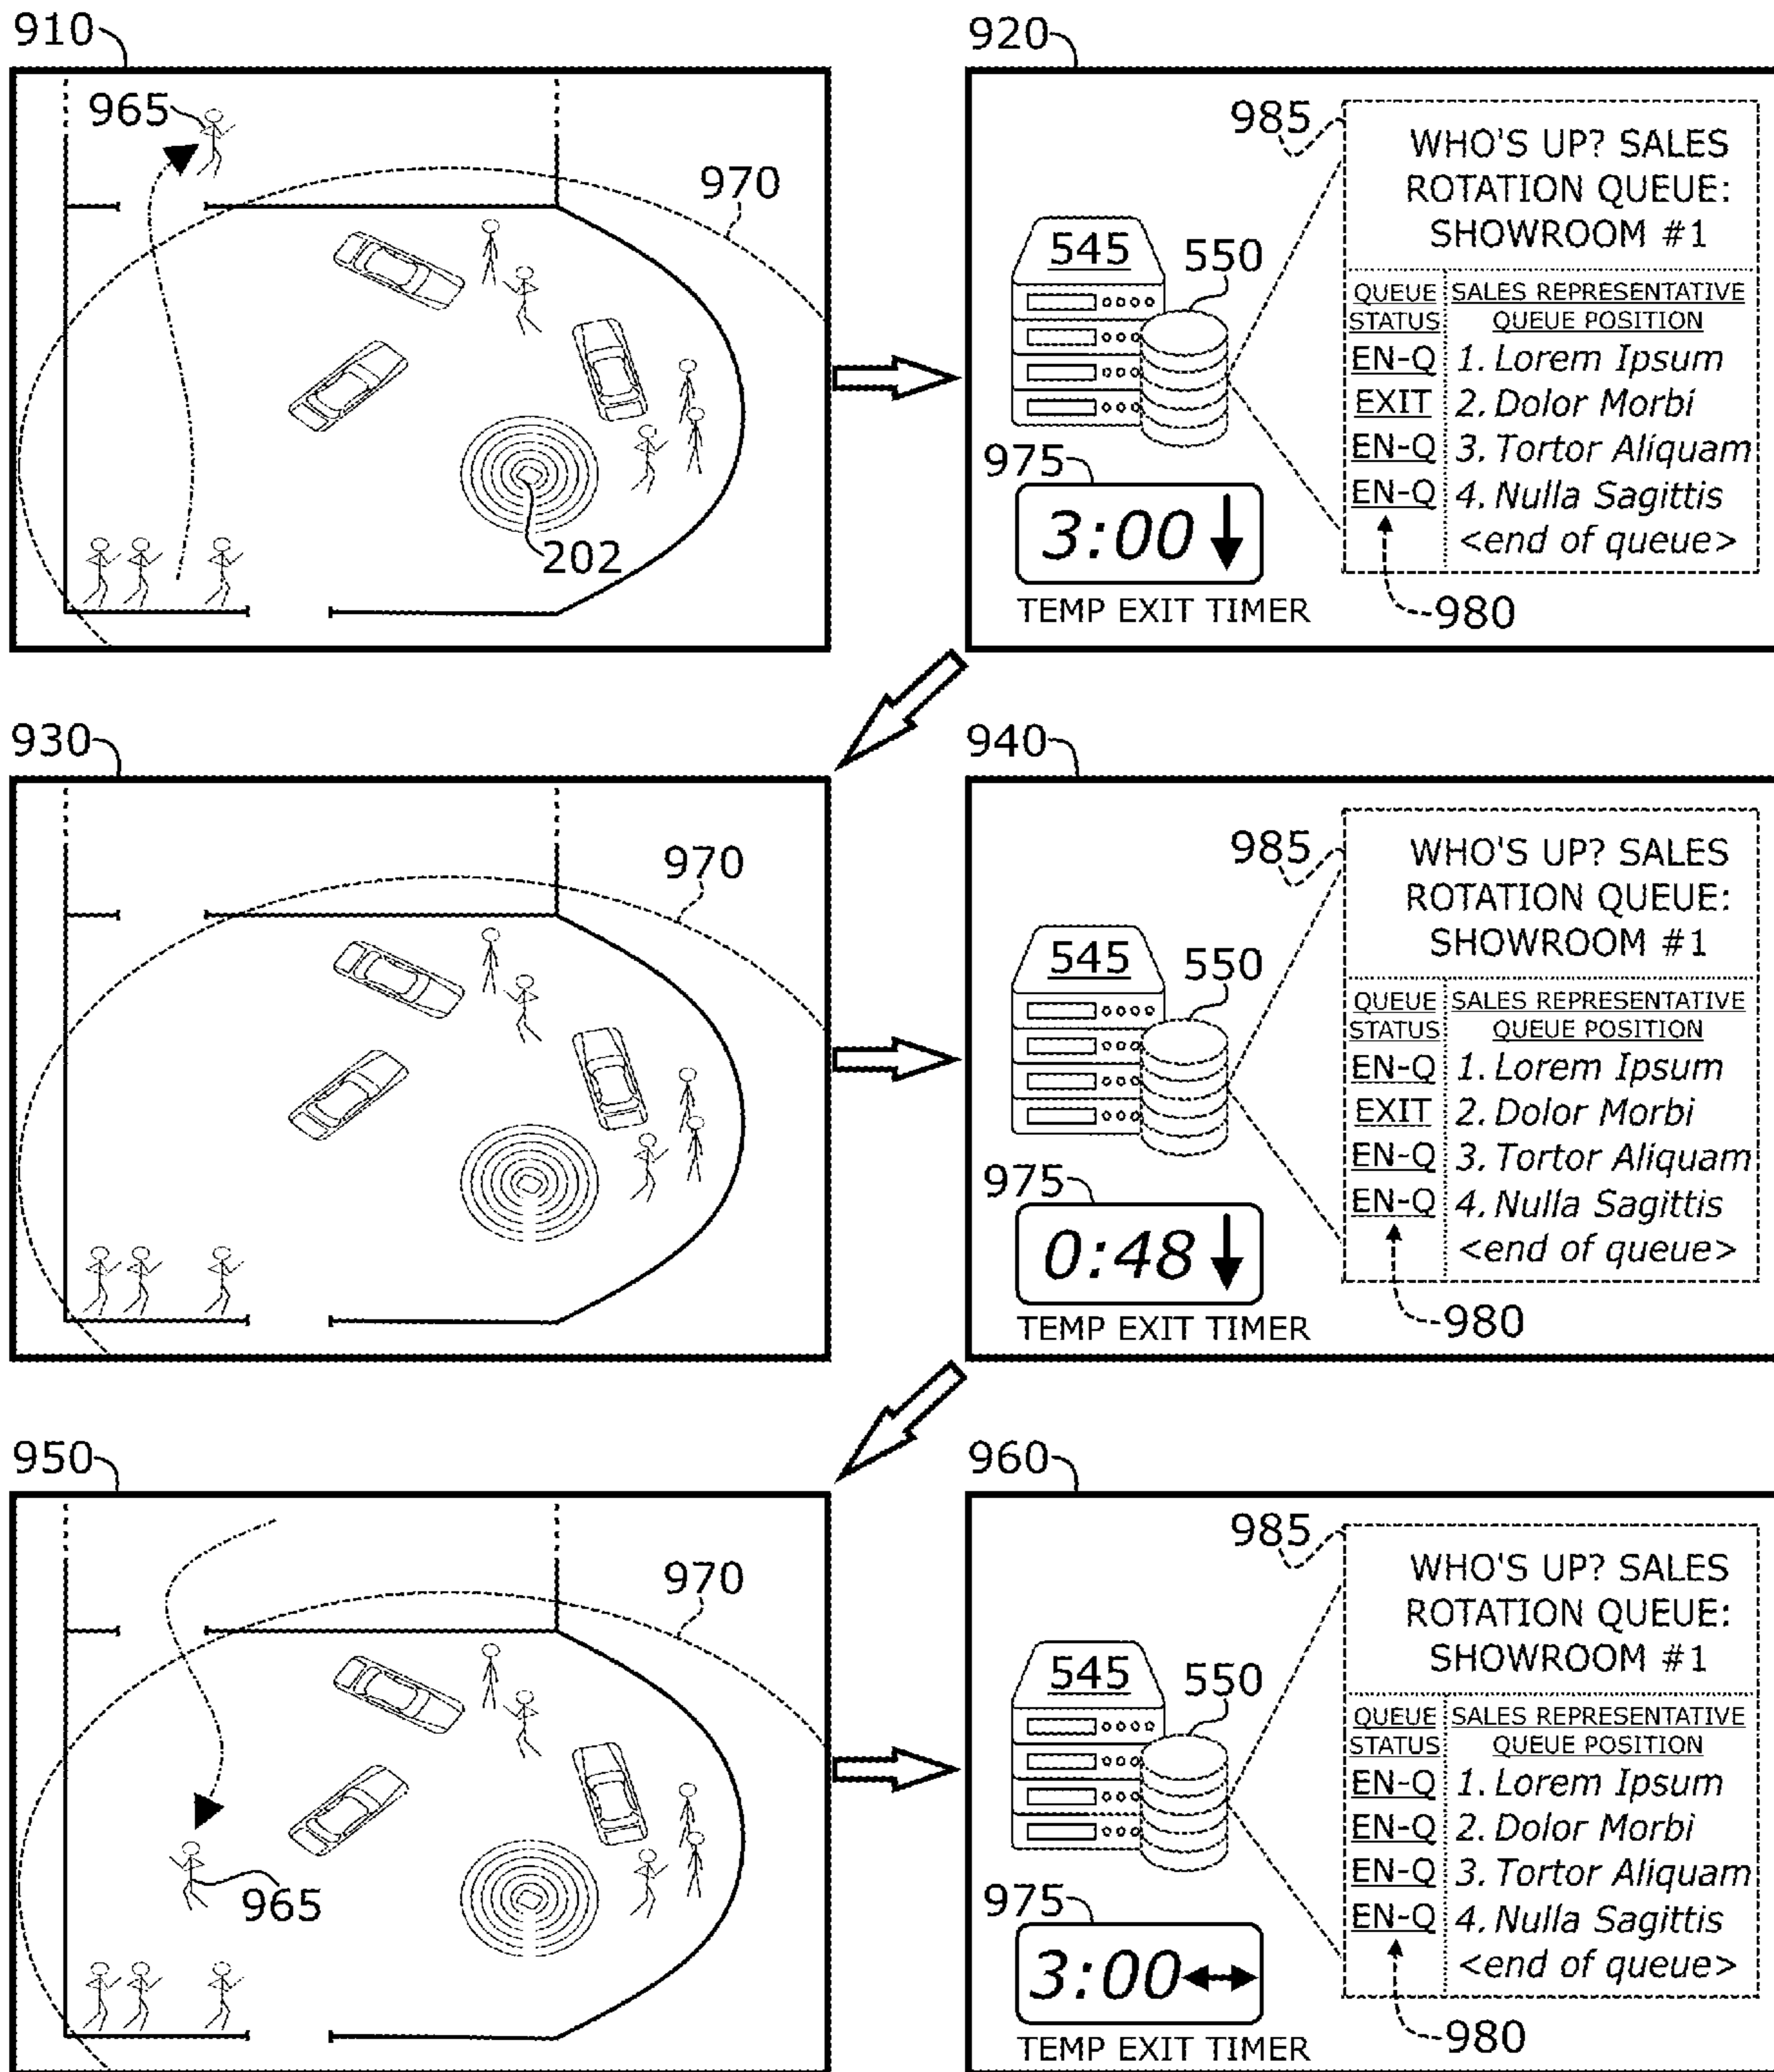 910
965
970
202
920
985
WHO'S UP? SALES
ROTATION QUEUE:
SHOWROOM #1
545
550
QUEUE STATUS
SALES REPRESENTATIVE QUEUE POSITION
EN-Q 1. Lorem Ipsum
EXIT 2. Dolor Morbi
EN-Q 3. Tortor Aliquam
EN-Q 4. Nulla Sagittis
<end of queue>
975
3:00
TEMP EXIT TIMER
980
930
970
940
985
WHO'S UP? SALES
ROTATION QUEUE:
SHOWROOM #1
545
550
QUEUE STATUS
SALES REPRESENTATIVE QUEUE POSITION
EN-Q 1. Lorem Ipsum
EXIT 2. Dolor Morbi
EN-Q 3. Tortor Aliquam
EN-Q 4. Nulla Sagittis
<end of queue>
975
0:48
TEMP EXIT TIMER
980
950
970
965
960
985
WHO'S UP? SALES
ROTATION QUEUE:
SHOWROOM #1
545
550
QUEUE STATUS
SALES REPRESENTATIVE QUEUE POSITION
EN-Q 1. Lorem Ipsum
EN-Q 2. Dolor Morbi
EN-Q 3. Tortor Aliquam
EN-Q 4. Nulla Sagittis
<end of queue>
975
3:00
TEMP EXIT TIMER
980